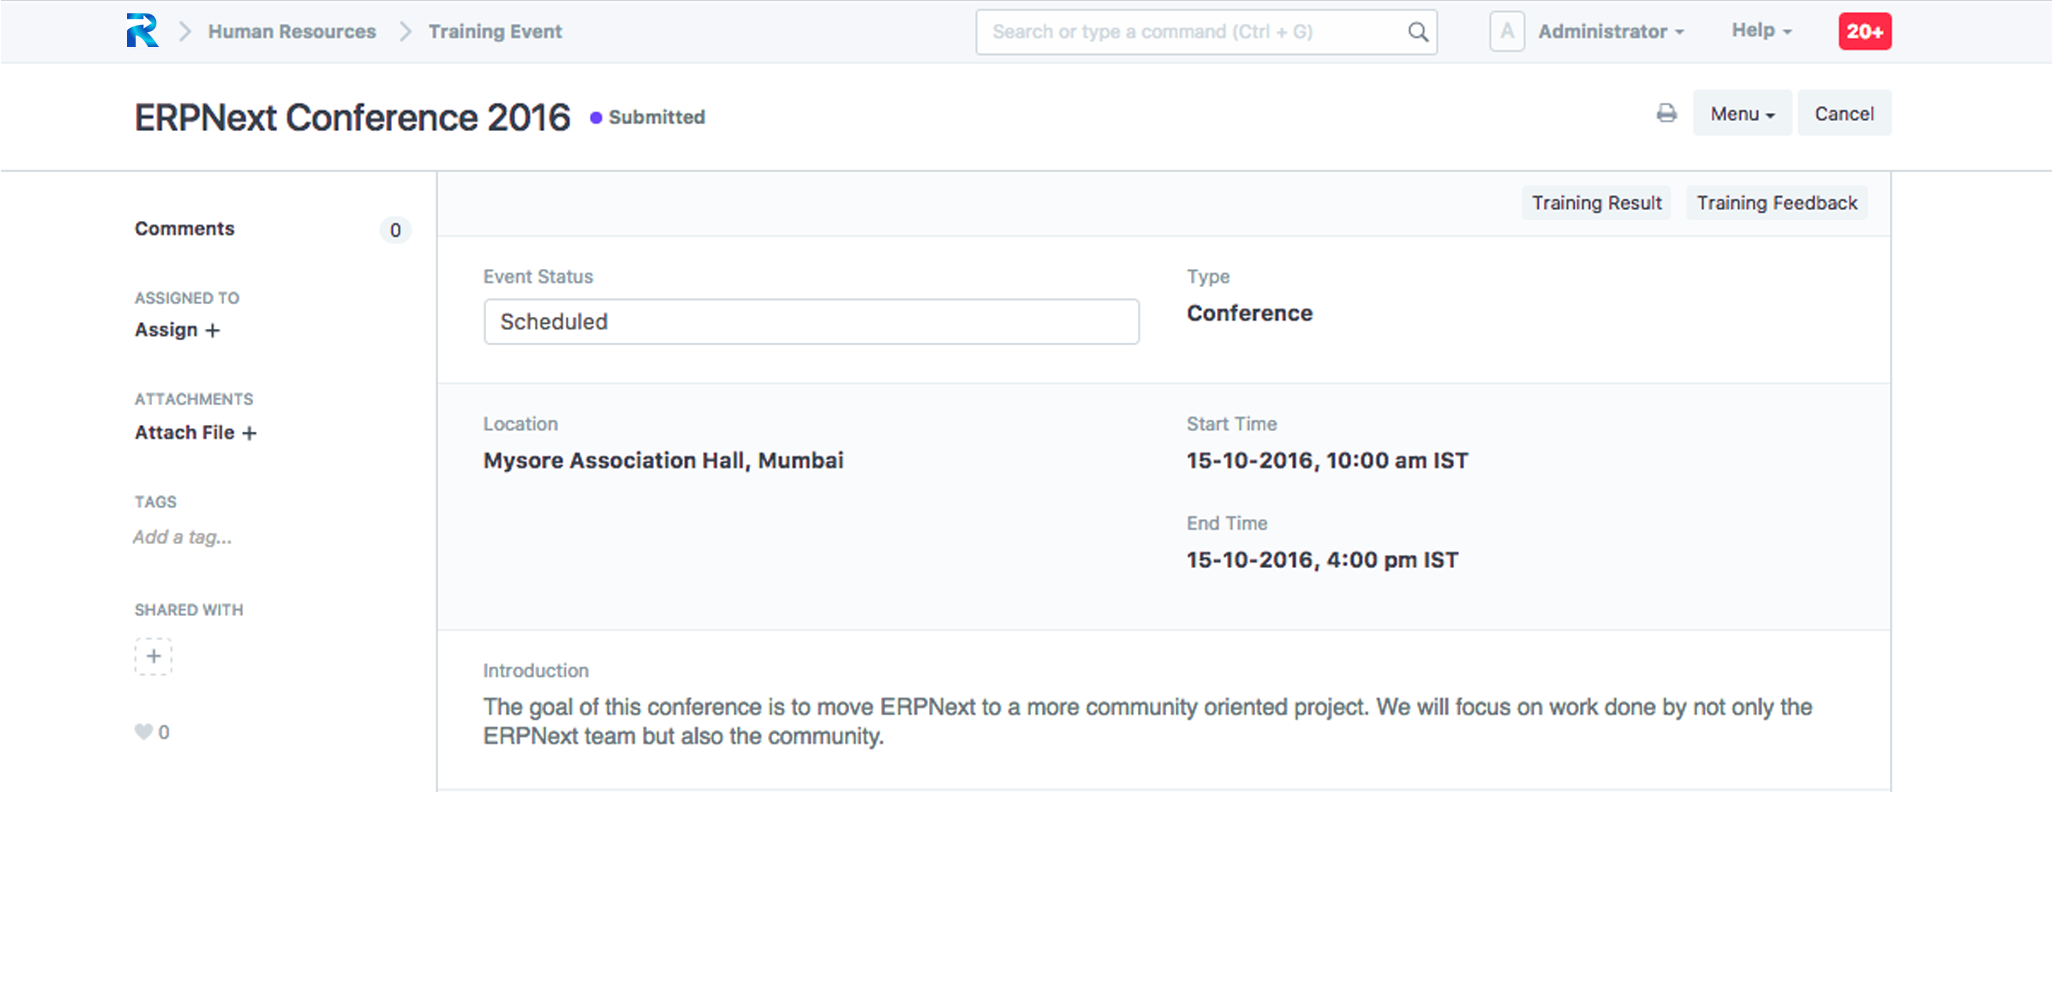 Human Resources
Training Event
Search or type a command (Ctrl + G)
A
Administrator
Help
20+
ERPNext Conference 2016
Submitted
Menu
Cancel
Training Result
Training Feedback
Comments
0
ASSIGNED TO
Assign +
ATTACHMENTS
Attach File +
TAGS
Add a tag...
SHARED WITH
+
0
Event Status
Scheduled
Type
Conference
Location
Mysore Association Hall, Mumbai
Start Time
15-10-2016, 10:00 am IST
End Time
15-10-2016, 4:00 pm IST
Introduction
The goal of this conference is to move ERPNext to a more community oriented project. We will focus on work done by not only the
ERPNext team but also the community.